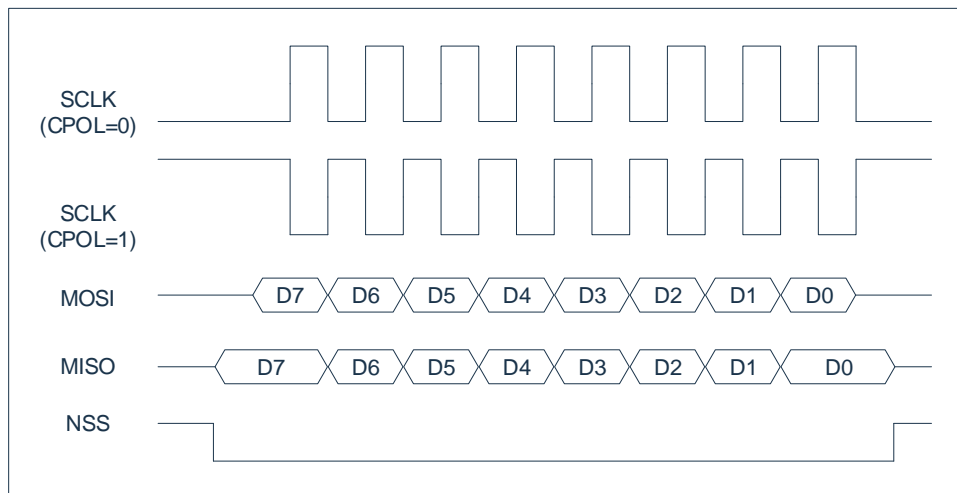 SCLK
(CPOL=0)
SCLK
(CPOL=1)
MOSI
D7 D6 D5 D4 D3 D2 D1 D0
MISO
D7 D6 D5 D4 D3 D2 D1 D0
NSS